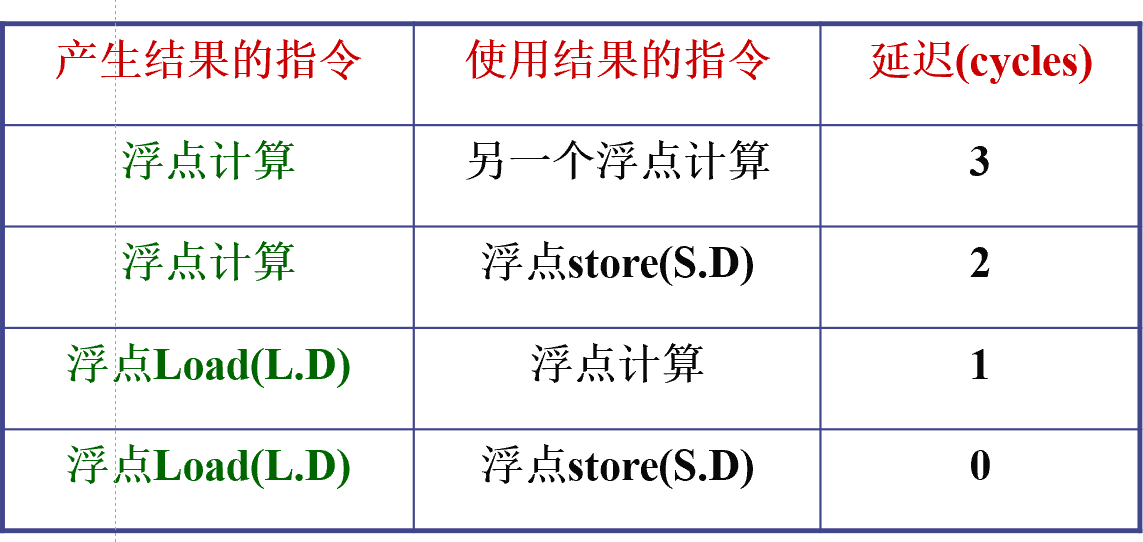 产生结果的指令 使用结果的指令 延迟(cycles)
浮点计算 另一个浮点计算 3
浮点计算 浮点store(S.D) 2
浮点Load(L.D) 浮点计算 1
浮点Load(L.D) 浮点store(S.D) 0